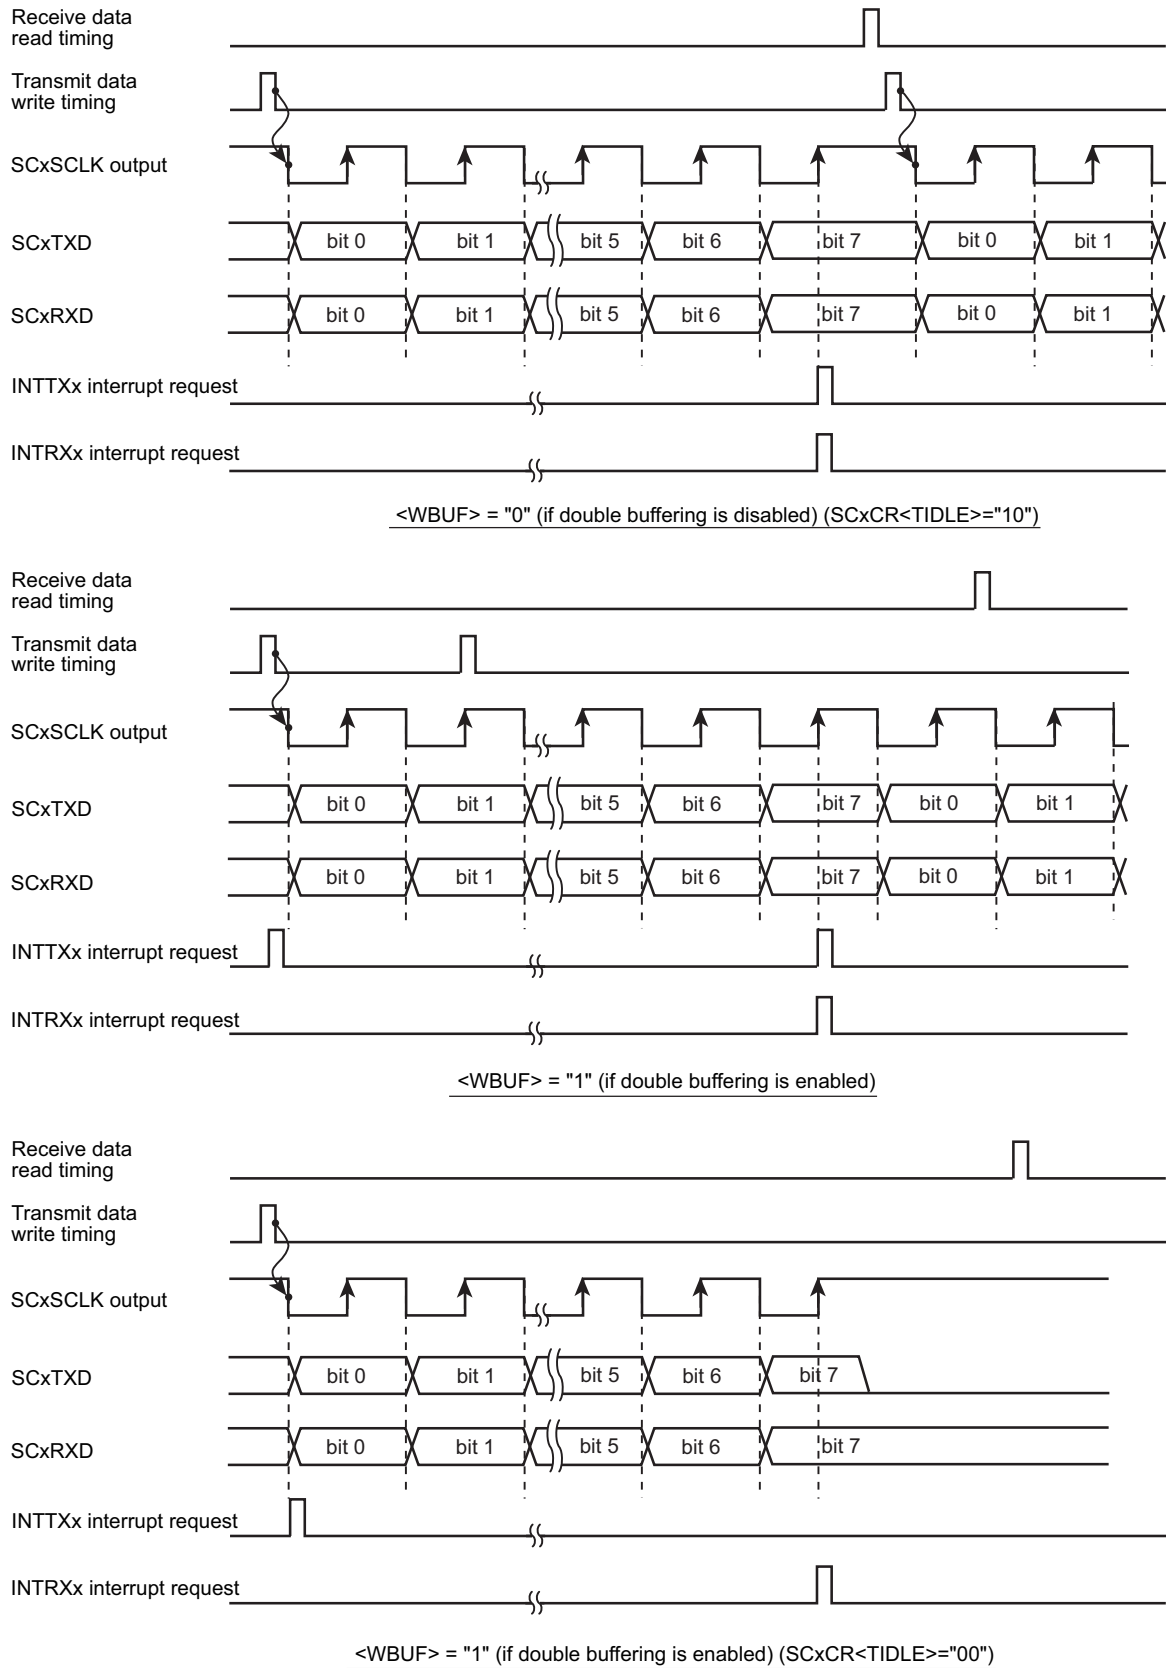 Receive data
read timing
Transmit data
write timing
SCxSCLK output
SCxTXD bit 0 bit 1 bit 5 bit 6 bit 7 bit 0 bit 1
SCxRXD bit 0 bit 1 bit 5 bit 6 bit 7 bit 0 bit 1
INTTXx interrupt request
INTRXx interrupt request
<WBUF> = "0" (if double buffering is disabled) (SCxCR<TIDLE>="10")
Receive data
read timing
Transmit data
write timing
SCxSCLK output
SCxTXD bit 0 bit 1 bit 5 bit 6 bit 7 bit 0 bit 1
SCxRXD bit 0 bit 1 bit 5 bit 6 bit 7 bit 0 bit 1
INTTXx interrupt request
INTRXx interrupt request
<WBUF> = "1" (if double buffering is enabled)
Receive data
read timing
Transmit data
write timing
SCxSCLK output
SCxTXD bit 0 bit 1 bit 5 bit 6 bit 7
SCxRXD bit 0 bit 1 bit 5 bit 6 bit 7
INTTXx interrupt request
INTRXx interrupt request
<WBUF> = "1" (if double buffering is enabled) (SCxCR<TIDLE>="00")